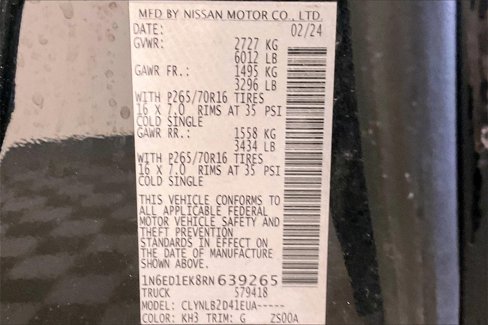 MFD BY NISSAN MOTOR CO., LTD.
DATE: 02/24
GVWR: 2727 KG
6012 LB
GAWR FR.: 1495 KG
3296 LB
WITH P265/70R16 TIRES
16 X 7.0 RIMS AT 35 PSI
COLD SINGLE
GAWR RR.: 1558 KG
3434 LB
WITH P265/70R16 TIRES
16 X 7.0 RIMS AT 35 PSI
COLD SINGLE
THIS VEHICLE CONFORMS TO
ALL APPLICABLE FEDERAL
MOTOR VEHICLE SAFETY AND
THEFT PREVENTION
STANDARDS IN EFFECT ON
THE DATE OF MANUFACTURE
SHOWN ABOVE.
1N6ED1EK8RN 639265
TRUCK 579418
MODEL: CLYNLB2D41EUA-----
COLOR: KH3 TRIM: G ZS00A